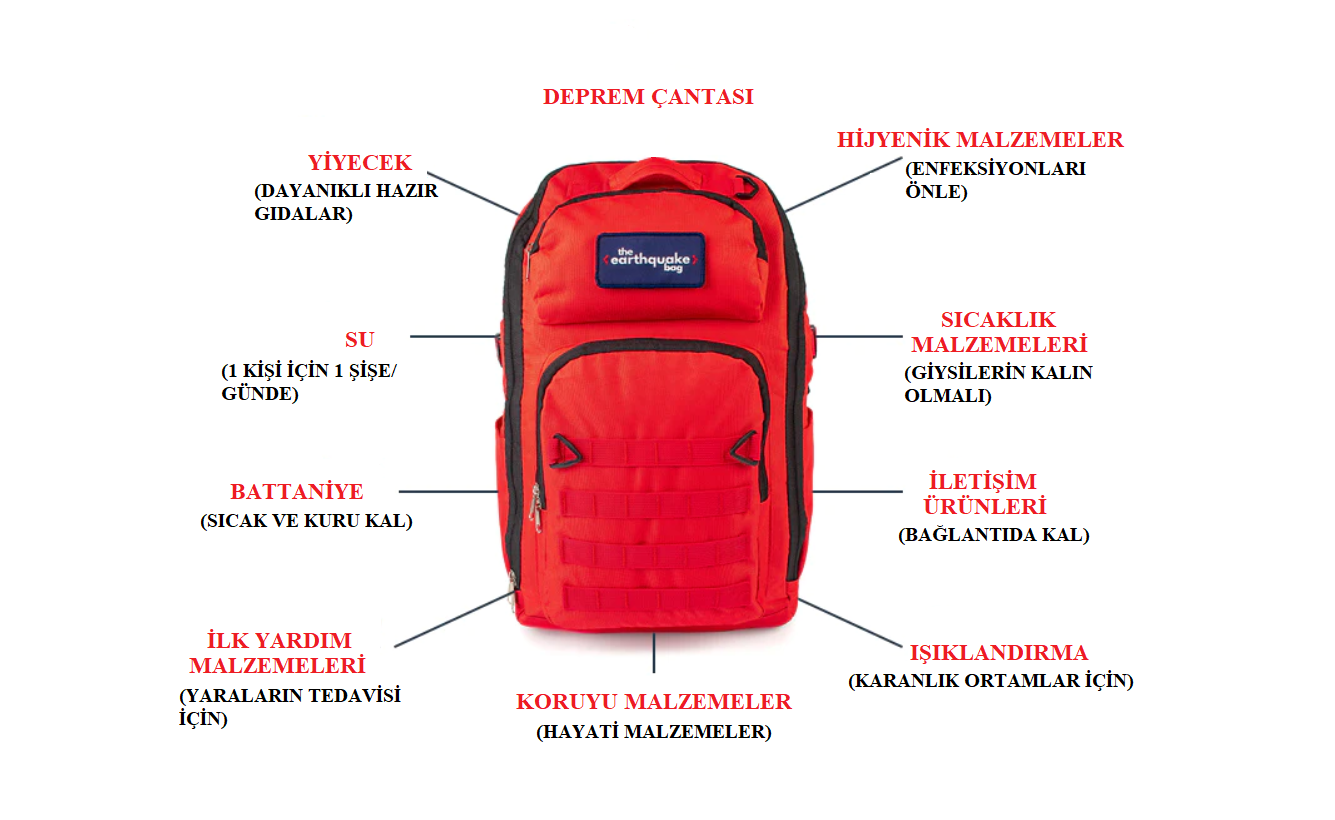 DEPREM ÇANTASI
YİYECEK
(DAYANIKLI HAZIR
GIDALAR)
HİJYENİK MALZEMELER
(ENFEKSİYONLARI
ÖNLE)
the
earthquake
bag
SU
(1 KİŞİ İÇİN 1 ŞİŞE/
GÜNDE)
SICAKLIK
MALZEMELERİ
(GİYSİLERİN KALIN
OLMALI)
BATTANİYE
(SICAK VE KURU KAL)
İLETİŞİM
ÜRÜNLERİ
(BAĞLANTIDA KAL)
İLK YARDIM
MALZEMELERİ
(YARALARIN TEDAVİSİ
İÇİN)
KORUYU MALZEMELER
(HAYATİ MALZEMELER)
IŞIKLANDIRMA
(KARANLIK ORTAMLAR İÇİN)